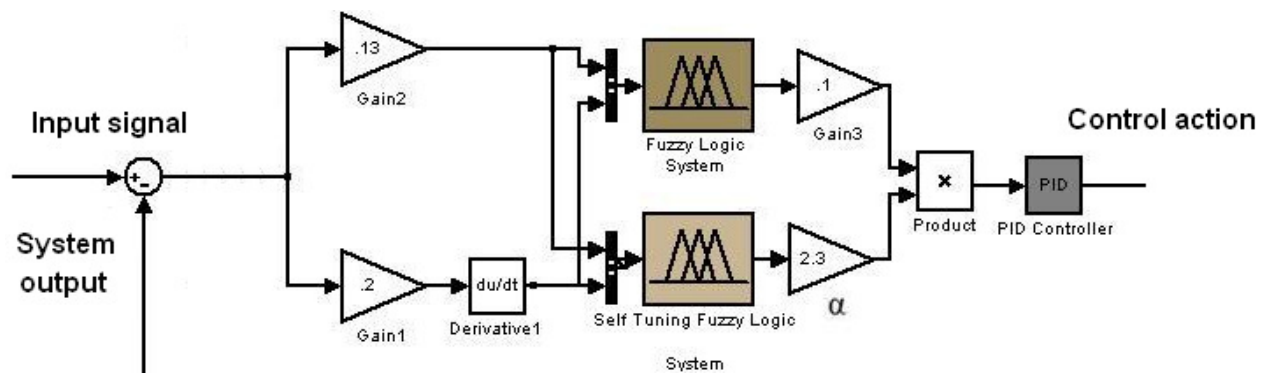 .13
Gain2
Input signal
+
-
System
output
.2
Gain1
du/dt
Derivative1
Fuzzy Logic
System
.1
Gain3
Self Tuning Fuzzy Logic
System
2.3
α
×
Product
PID
PID Controller
Control action